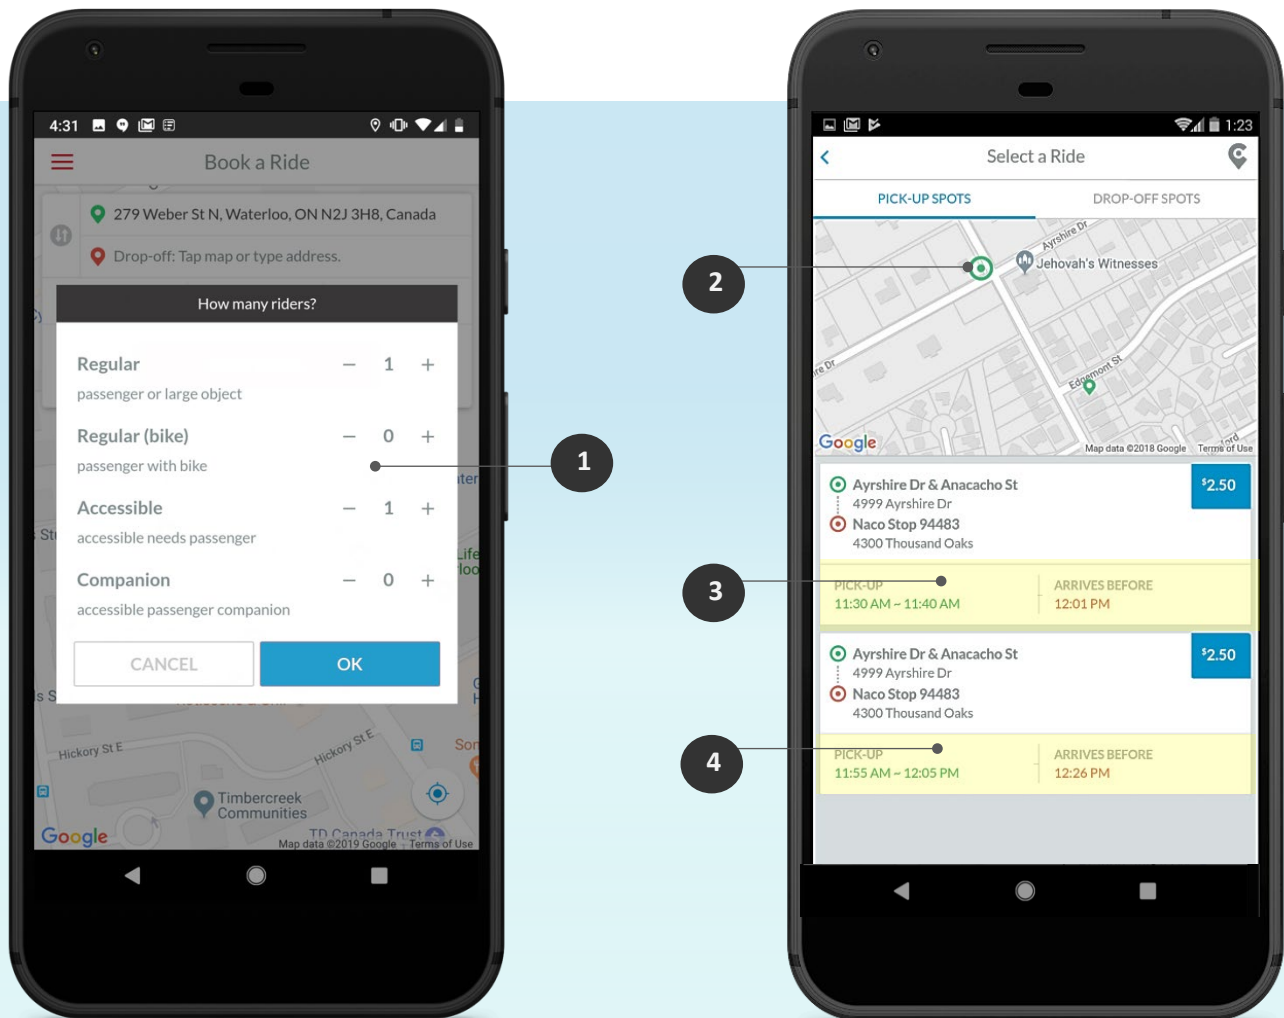 4:31
Book a Ride
279 Weber St N, Waterloo, ON N2J 3H8, Canada
Drop-off: Tap map or type address.
How many riders?
Regular − 1 +
passenger or large object
Regular (bike) − 0 +
passenger with bike
Accessible − 1 +
accessible needs passenger
Companion − 0 +
accessible passenger companion
CANCEL OK
Hickory St E
Hickory St E
Timbercreek
Communities
TD Canada Trust
Google
Map data ©2019 Google Terms of Use
1
2
3
4
1:23
Select a Ride
PICK-UP SPOTS DROP-OFF SPOTS
Ayrshire Dr
Jehovah's Witnesses
Edgemont St
Google
Map data ©2018 Google Terms of Use
Ayrshire Dr & Anacacho St $2.50
4999 Ayrshire Dr
Naco Stop 94483
4300 Thousand Oaks
PICK-UP ARRIVES BEFORE
11:30 AM ~ 11:40 AM 12:01 PM
Ayrshire Dr & Anacacho St $2.50
4999 Ayrshire Dr
Naco Stop 94483
4300 Thousand Oaks
PICK-UP ARRIVES BEFORE
11:55 AM ~ 12:05 PM 12:26 PM